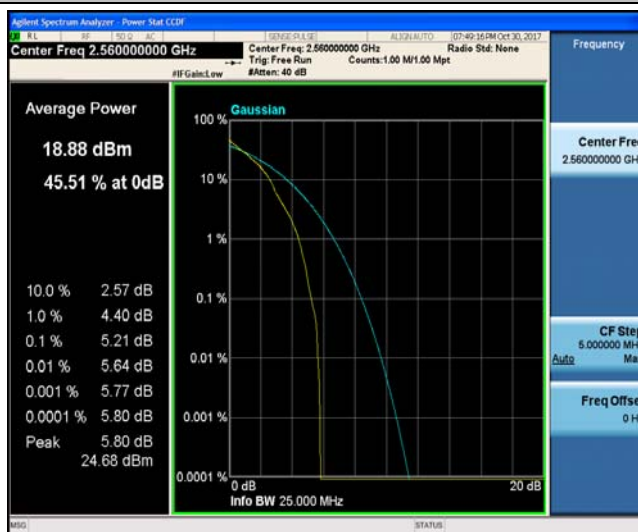 Agilent Spectrum Analyzer - Power Stat CCDF
RL RF 50 Ω AC SENSE:PULSE ALIGNAUTO 07:49:16 PM Oct 30, 2017
Center Freq 2.560000000 GHz
Center Freq: 2.560000000 GHz Radio Std: None
Trig: Free Run Counts:1.00 M/1.00 Mpt
#IFGain:Low #Atten: 40 dB
Frequency
Average Power
18.88 dBm
45.51 % at 0dB
10.0 % 2.57 dB
1.0 % 4.40 dB
0.1 % 5.21 dB
0.01 % 5.64 dB
0.001 % 5.77 dB
0.0001 % 5.80 dB
Peak 5.80 dB
24.68 dBm
Gaussian
100 %
10 %
1 %
0.1 %
0.01 %
0.001 %
0.0001 %
0 dB 20 dB
Info BW 25.000 MHz
Center Fre
2.560000000 GH
CF Ste
5.000000 MH
Auto Ma
Freq Offse
0 H
MSG STATUS